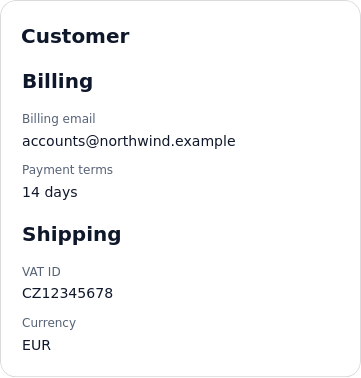 Customer
Billing
Billing email
accounts@northwind.example
Payment terms
14 days
Shipping
VAT ID
CZ12345678
Currency
EUR